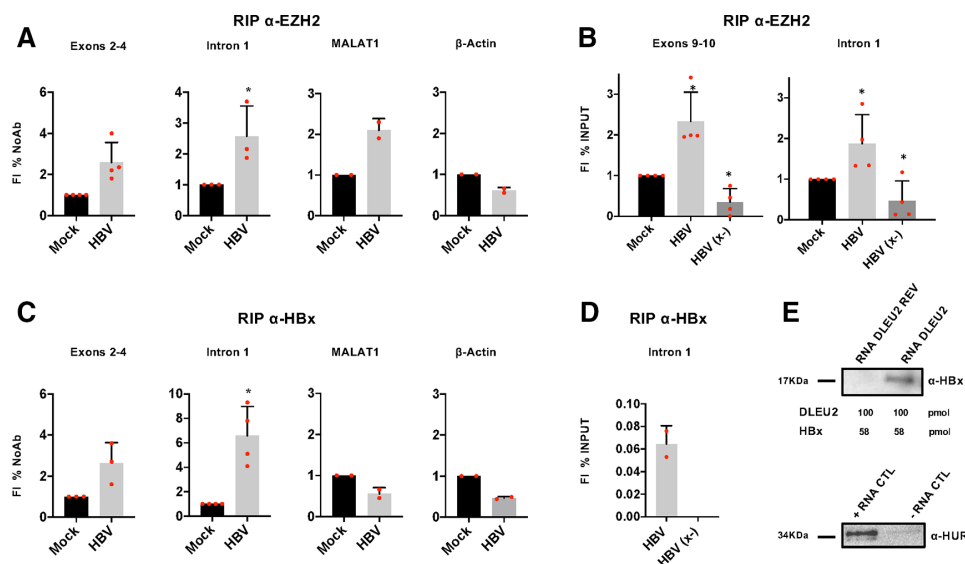 A
RIP α-EZH2
Exons 2-4
Intron 1
MALAT1
β-Actin
FI % NoAb
6
4
2
0
Mock
HBV
4
3
2
1
0
*
Mock
HBV
3
2
1
0
Mock
HBV
3
2
1
0
Mock
HBV
B
RIP α-EZH2
Exons 9-10
Intron 1
FI % INPUT
3
2
1
0
*
*
Mock
HBV
HBV (x-)
3
2
1
0
*
*
Mock
HBV
HBV (x-)
C
RIP α-HBx
Exons 2-4
Intron 1
MALAT1
β-Actin
FI % NoAb
6
4
2
0
Mock
HBV
10
8
6
4
2
0
*
Mock
HBV
3
2
1
0
Mock
HBV
3
2
1
0
Mock
HBV
D
RIP α-HBx
Intron 1
FI % INPUT
0.10
0.08
0.06
0.04
0.02
0.00
HBV
HBV (x-)
E
RNA DLEU2 REV
RNA DLEU2
17KDa
α-HBx
DLEU2 100 100 pmol
HBx 58 58 pmol
+ RNA CTL
- RNA CTL
34KDa
α-HUR